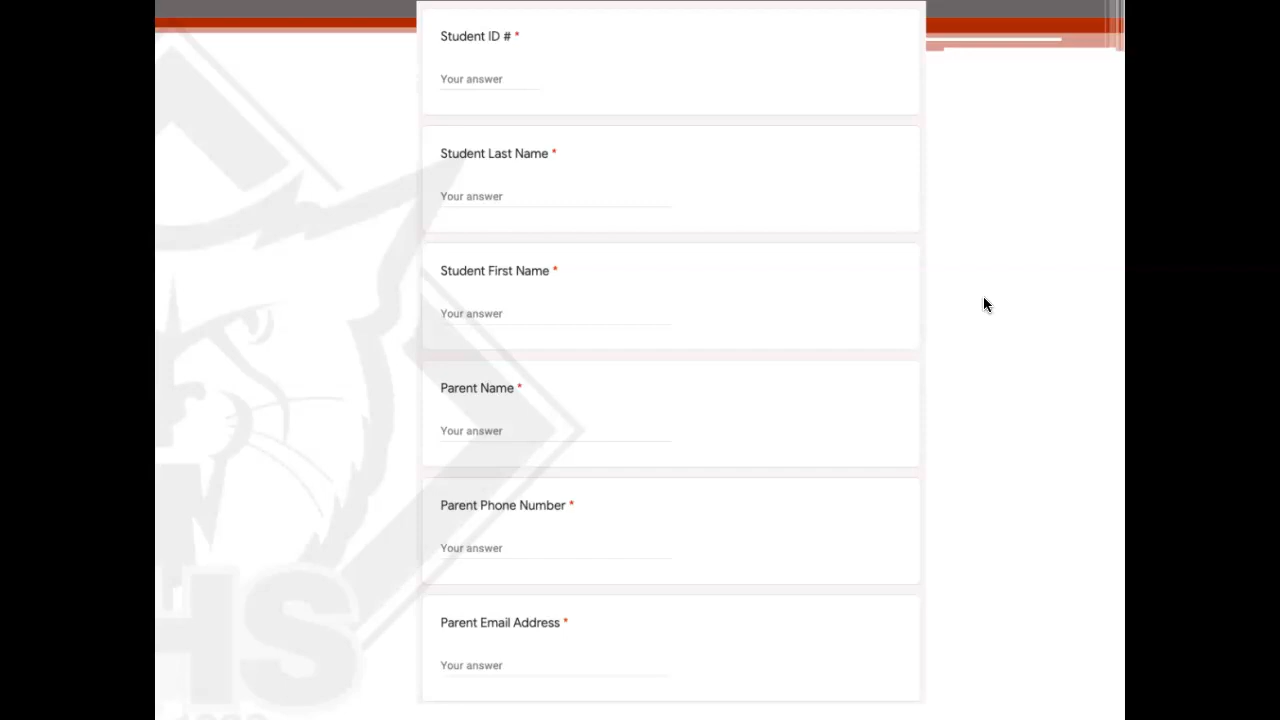 Student ID # *
Your answer
Student Last Name *
Your answer
Student First Name *
Your answer
Parent Name *
Your answer
Parent Phone Number *
Your answer
Parent Email Address *
Your answer
HS